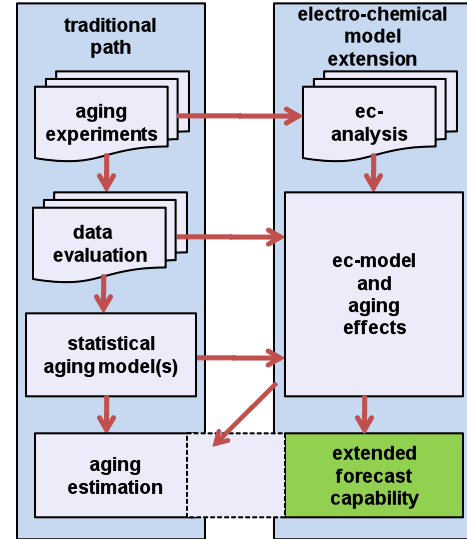 traditional
path
aging
experiments
data
evaluation
statistical
aging model(s)
aging
estimation
electro-chemical
model
extension
ec-
analysis
ec-model
and
aging
effects
extended
forecast
capability